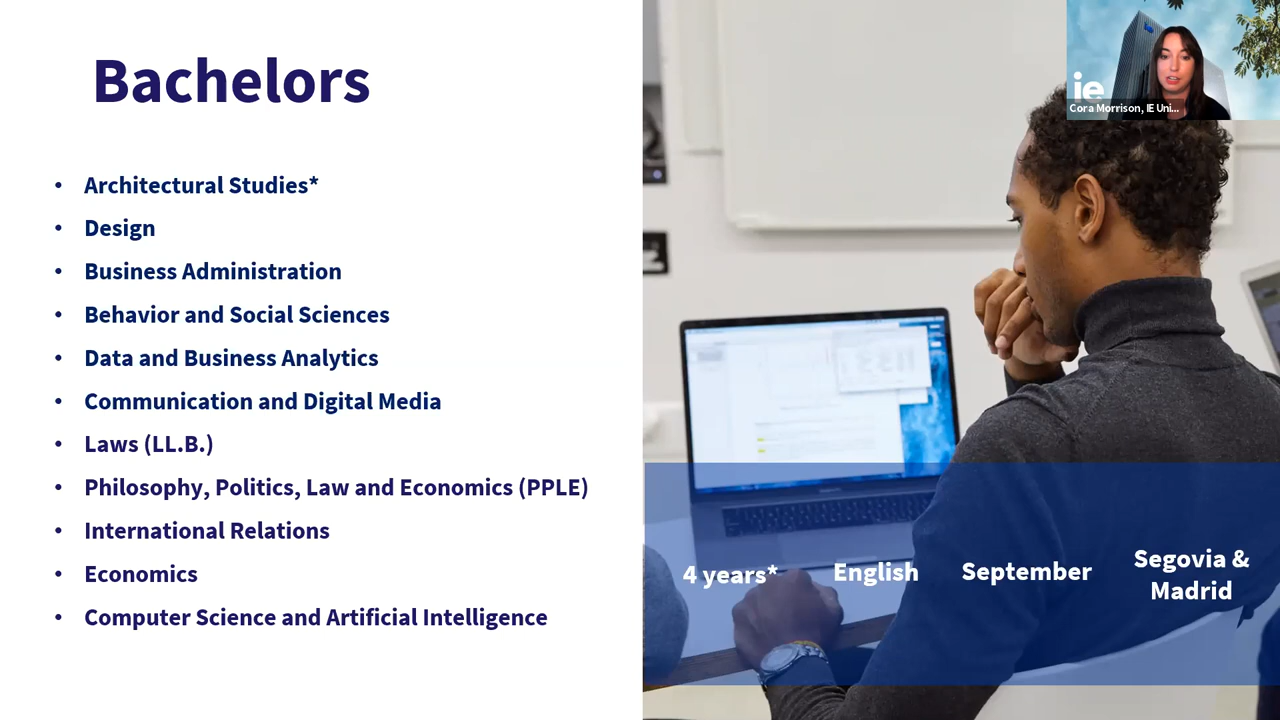 Bachelors
Architectural Studies*
Design
Business Administration
Behavior and Social Sciences
Data and Business Analytics
Communication and Digital Media
Laws (LL.B.)
Philosophy, Politics, Law and Economics (PPLE)
International Relations
Economics
Computer Science and Artificial Intelligence
ie
Cora Morrison, IE Uni...
4 years*
English
September
Segovia &
Madrid